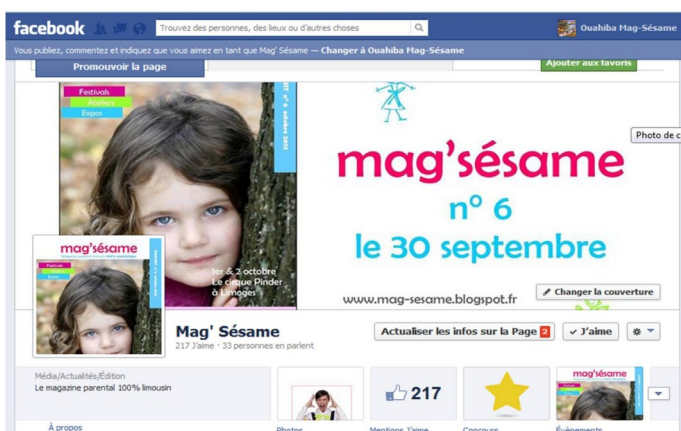 facebook
Trouvez des personnes, des lieux ou d'autres choses
Ouahiba Mag-Sésame
Vous publiez, commentez et indiquez que vous aimez en tant que Mag' Sésame — Changer à Ouahiba Mag-Sésame
Promouvoir la page
Ajouter aux favoris
Festivals
Ateliers
Expos
n° 6 octobre 2013
Photo de c
mag'sésame
n° 6
le 30 septembre
1er & 2 octobre
Le cirque Pinder
à Limoges
www.mag-sesame.blogspot.fr
Changer la couverture
mag'sésame
Festivals
Ateliers
Expos
Mag' Sésame
217 J'aime · 33 personnes en parlent
Actualiser les infos sur la Page 2
J'aime
Média/Actualités/Édition
Le magazine parental 100% limousin
À propos
217
mag'sésame
Photos
Mentions J'aime
Concours
Évènements